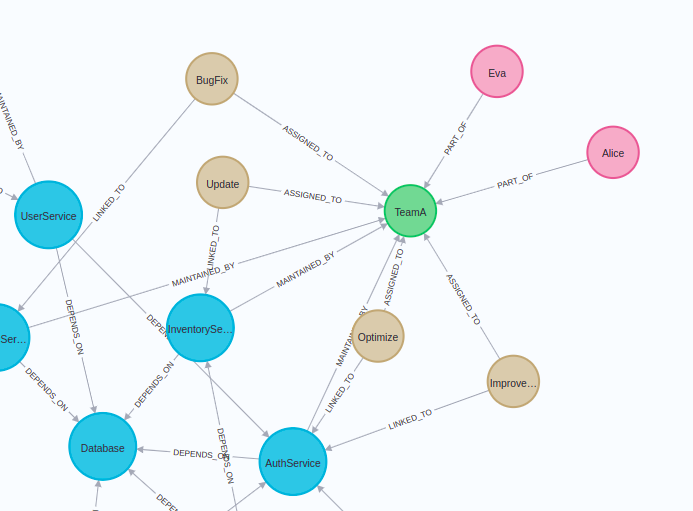 BugFix
Eva
Alice
Update
TeamA
UserService
InventorySe...
Ser...
Optimize
Improve...
Database
AuthService
MAINTAINED_BY
ASSIGNED_TO
PART_OF
PART_OF
LINKED_TO
ASSIGNED_TO
LINKED_TO
MAINTAINED_BY
MAINTAINED_BY
ASSIGNED_TO
ASSIGNED_TO
DEPENDS_ON
DEPENDS_ON
DEPENDS_ON
LINKED_TO
LINKED_TO
DEPENDS_ON
DEPENDS_ON